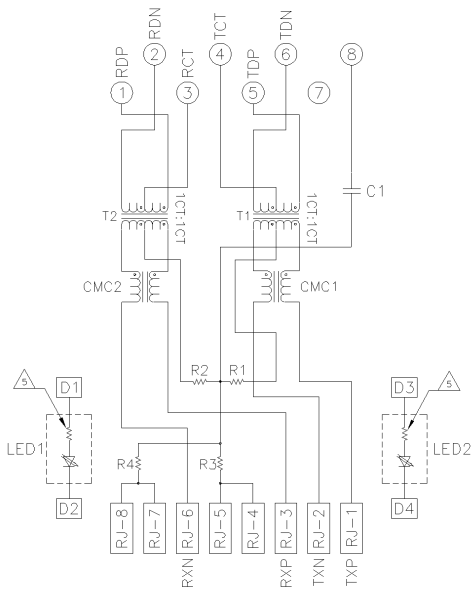 RDP
RDN
RCT
TCT
TDP
TDN
1
2
3
4
5
6
7
8
T2
1CT:1CT
T1
1CT:1CT
C1
CMC2
CMC1
R2
R1
5
D1
LED1
D2
5
D3
LED2
D4
R4
R3
RJ-8
RJ-7
RJ-6
RJ-5
RJ-4
RJ-3
RJ-2
RJ-1
RXN
RXP
TXN
TXP